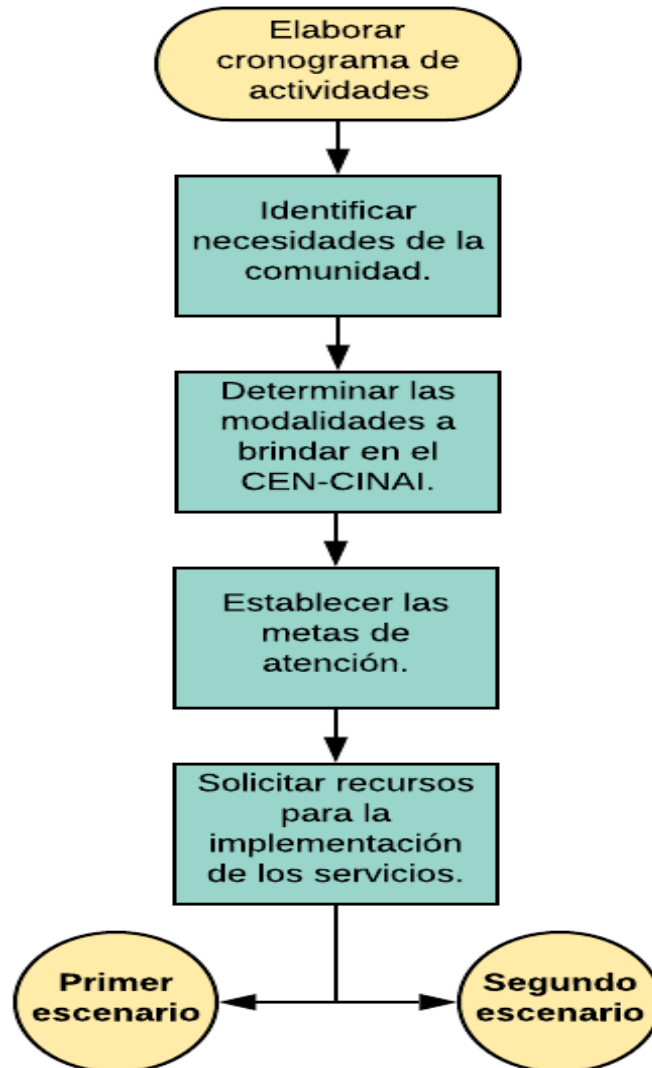 Elaborar
cronograma de
actividades
Identificar
necesidades de la
comunidad.
Determinar las
modalidades a
brindar en el
CEN-CINAI.
Establecer las
metas de
atención.
Solicitar recursos
para la
implementación
de los servicios.
Primer
escenario
Segundo
escenario